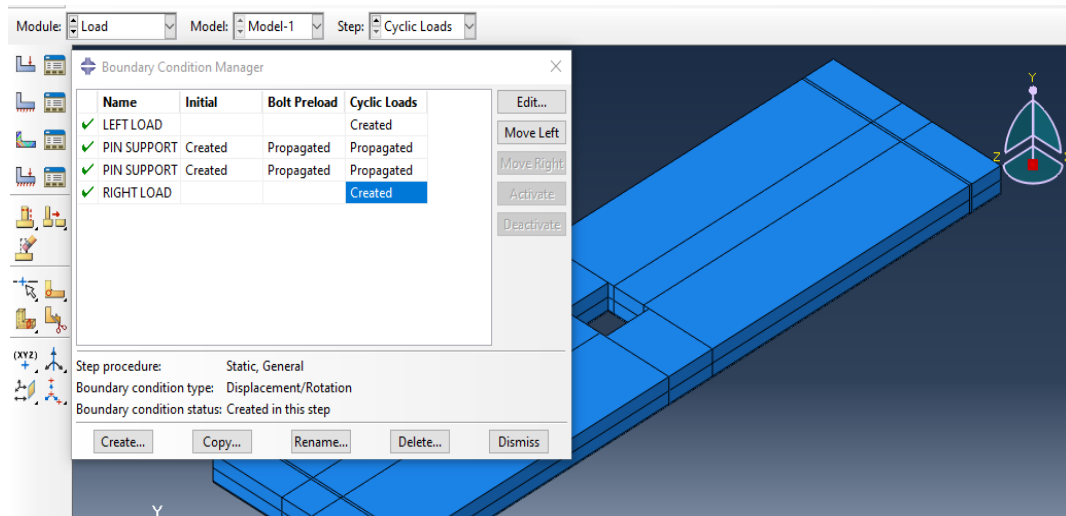 Module: Load Model: Model-1 Step: Cyclic Loads
Boundary Condition Manager
Name Initial Bolt Preload Cyclic Loads
LEFT LOAD Created
PIN SUPPORT Created Propagated Propagated
PIN SUPPORT Created Propagated Propagated
RIGHT LOAD Created
Edit...
Move Left
Move Right
Activate
Deactivate
Step procedure: Static, General
Boundary condition type: Displacement/Rotation
Boundary condition status: Created in this step
Create... Copy... Rename... Delete... Dismiss
(XYZ)
Y
Z
Y